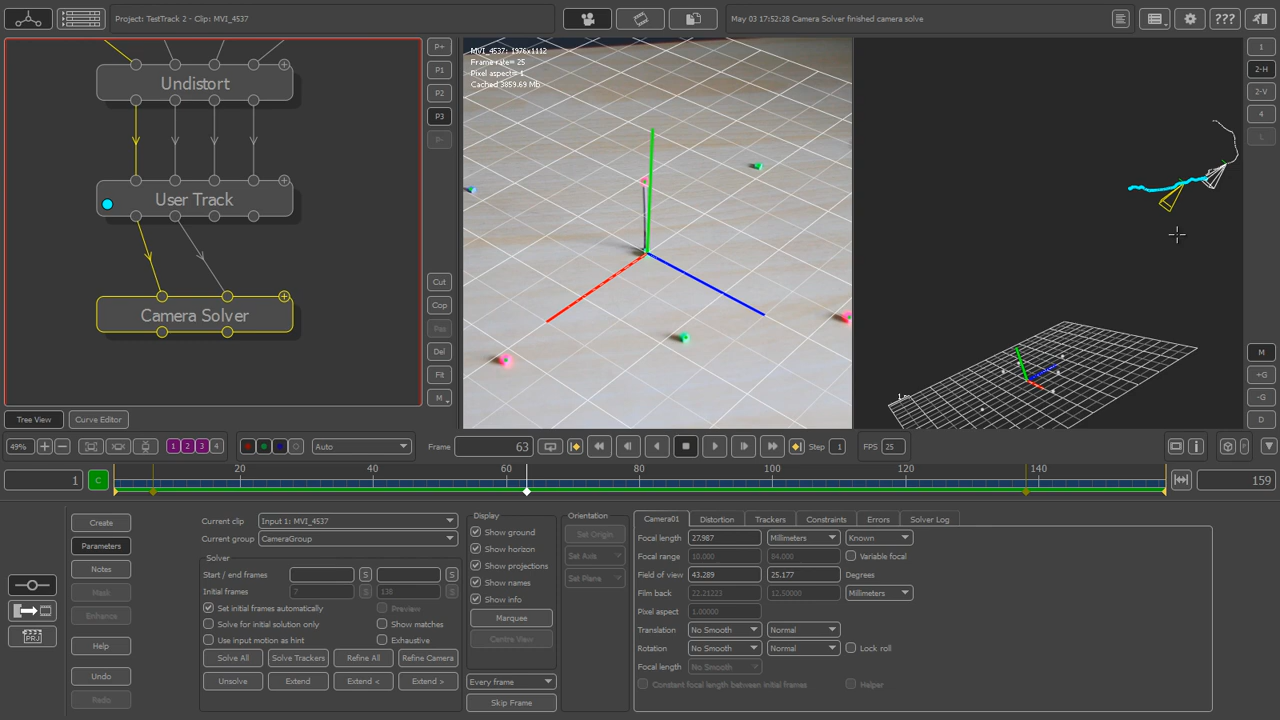 Project: TestTrack 2 - Clip: MVI_4537
May 03 17:52:28 Camera Solver finished camera solve
???
Undistort
User Track
Camera Solver
P+
P1
P2
P3
P-
Cut
Cop
Pas
Del
Fit
M
MVI_4537: 1976x1112
Frame rate= 25
Pixel aspect= 1
Cached 3859.69 Mb
1
2-H
2-V
4
L
M
+G
-G
D
Tree View
Curve Editor
49%
1 2 3 4
Auto
Frame 63
Step 1
FPS 25
1
C
20 40 60 80 100 120 140
159
Create
Parameters
Notes
Mask
Enhance
Help
Undo
Redo
PRJ
Current clip Input 1: MVI_4537
Current group CameraGroup
Solver
Start / end frames S S
Initial frames 7 S 138 S
Set initial frames automatically Preview
Solve for initial solution only Show matches
Use input motion as hint Exhaustive
Solve All Solve Trackers Refine All Refine Camera
Unsolve Extend Extend < Extend >
Display
Show ground
Show horizon
Show projections
Show names
Show info
Marquee
Centre View
Every frame
Skip Frame
Orientation
Set Origin
Set Axis
Set Plane
Camera01 Distortion Trackers Constraints Errors Solver Log
Focal length 27.987 Millimeters Known
Focal range 10.000 84.000 Variable focal
Field of view 43.289 25.177 Degrees
Film back 22.21223 12.50000 Millimeters
Pixel aspect 1.00000
Translation No Smooth Normal
Rotation No Smooth Normal Lock roll
Focal length No Smooth
Constant focal length between initial frames Helper